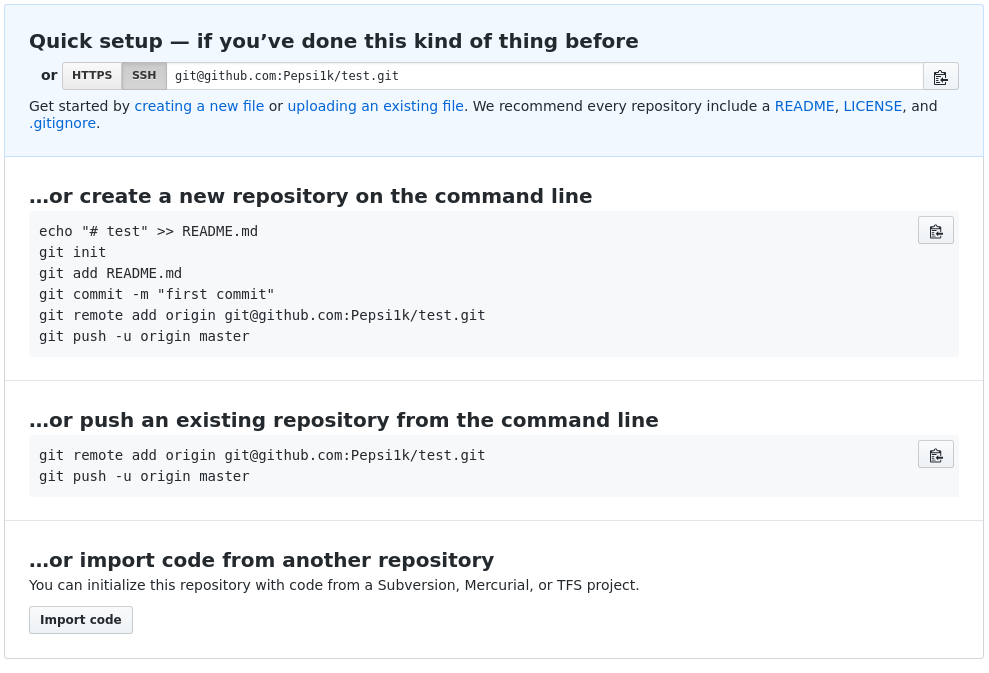 Quick setup — if you’ve done this kind of thing before
or HTTPS SSH git@github.com:Pepsi1k/test.git
Get started by creating a new file or uploading an existing file. We recommend every repository include a README, LICENSE, and
.gitignore.
…or create a new repository on the command line
echo "# test" >> README.md
git init
git add README.md
git commit -m "first commit"
git remote add origin git@github.com:Pepsi1k/test.git
git push -u origin master
…or push an existing repository from the command line
git remote add origin git@github.com:Pepsi1k/test.git
git push -u origin master
…or import code from another repository
You can initialize this repository with code from a Subversion, Mercurial, or TFS project.
Import code